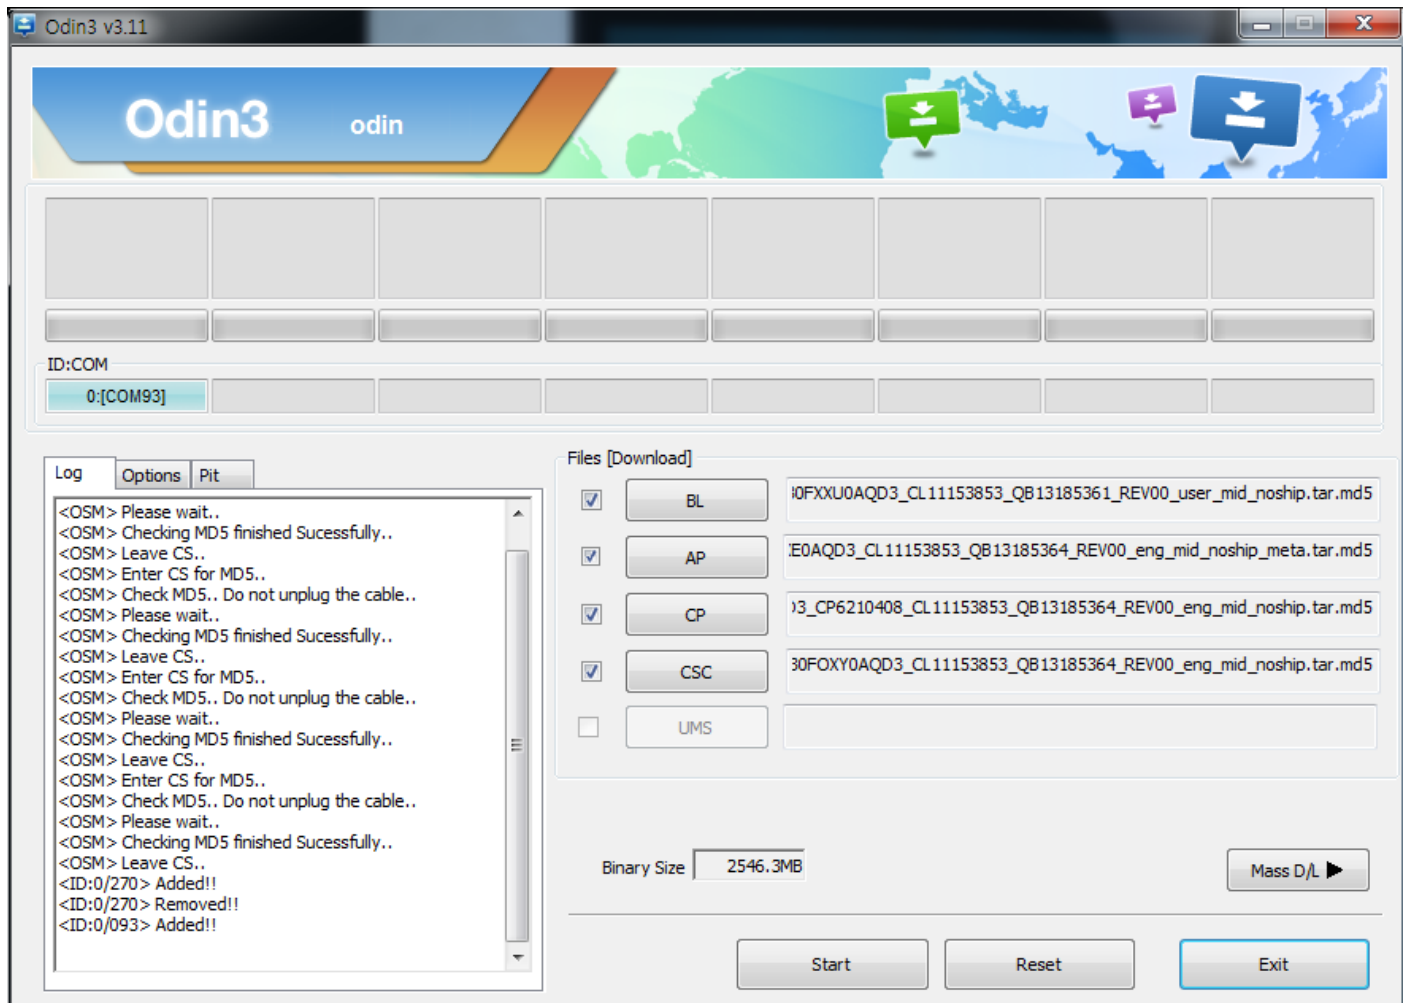 Odin3 v3.11
Odin3 odin
ID:COM
0:[COM93]
Log Options Pit
<OSM> Please wait..
<OSM> Checking MD5 finished Sucessfully..
<OSM> Leave CS..
<OSM> Enter CS for MD5..
<OSM> Check MD5.. Do not unplug the cable..
<OSM> Please wait..
<OSM> Checking MD5 finished Sucessfully..
<OSM> Leave CS..
<OSM> Enter CS for MD5..
<OSM> Check MD5.. Do not unplug the cable..
<OSM> Please wait..
<OSM> Checking MD5 finished Sucessfully..
<OSM> Leave CS..
<OSM> Enter CS for MD5..
<OSM> Check MD5.. Do not unplug the cable..
<OSM> Please wait..
<OSM> Checking MD5 finished Sucessfully..
<OSM> Leave CS..
<ID:0/270> Added!!
<ID:0/270> Removed!!
<ID:0/093> Added!!
Files [Download]
BL 0FXXU0AQD3_CL11153853_QB13185361_REV00_user_mid_noship.tar.md5
AP E0AQD3_CL11153853_QB13185364_REV00_eng_mid_noship_meta.tar.md5
CP 3_CP6210408_CL11153853_QB13185364_REV00_eng_mid_noship.tar.md5
CSC 30FOXY0AQD3_CL11153853_QB13185364_REV00_eng_mid_noship.tar.md5
UMS
Binary Size 2546.3MB
Mass D/L
Start Reset Exit